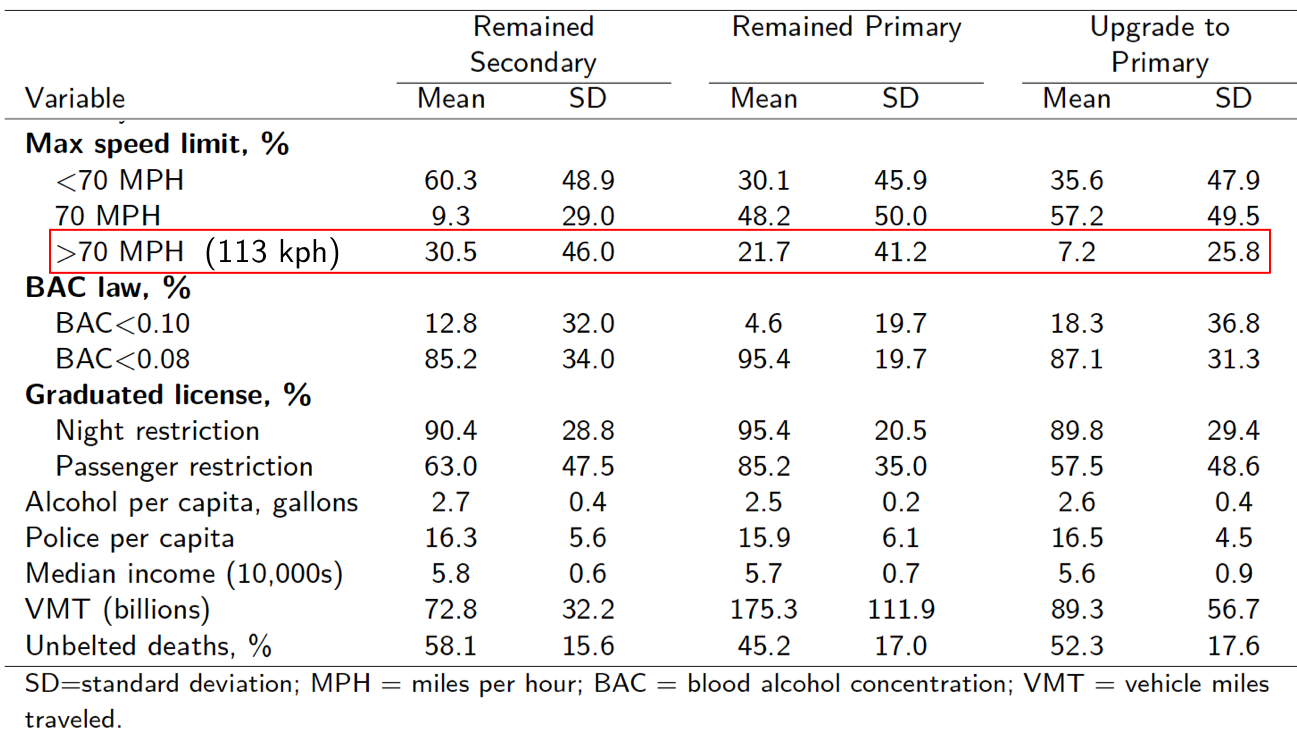 Remained Secondary Remained Primary Upgrade to Primary
Variable Mean SD Mean SD Mean SD
Max speed limit, %
<70 MPH 60.3 48.9 30.1 45.9 35.6 47.9
70 MPH 9.3 29.0 48.2 50.0 57.2 49.5
>70 MPH (113 kph) 30.5 46.0 21.7 41.2 7.2 25.8
BAC law, %
BAC<0.10 12.8 32.0 4.6 19.7 18.3 36.8
BAC<0.08 85.2 34.0 95.4 19.7 87.1 31.3
Graduated license, %
Night restriction 90.4 28.8 95.4 20.5 89.8 29.4
Passenger restriction 63.0 47.5 85.2 35.0 57.5 48.6
Alcohol per capita, gallons 2.7 0.4 2.5 0.2 2.6 0.4
Police per capita 16.3 5.6 15.9 6.1 16.5 4.5
Median income (10,000s) 5.8 0.6 5.7 0.7 5.6 0.9
VMT (billions) 72.8 32.2 175.3 111.9 89.3 56.7
Unbelted deaths, % 58.1 15.6 45.2 17.0 52.3 17.6
SD=standard deviation; MPH = miles per hour; BAC = blood alcohol concentration; VMT = vehicle miles
traveled.